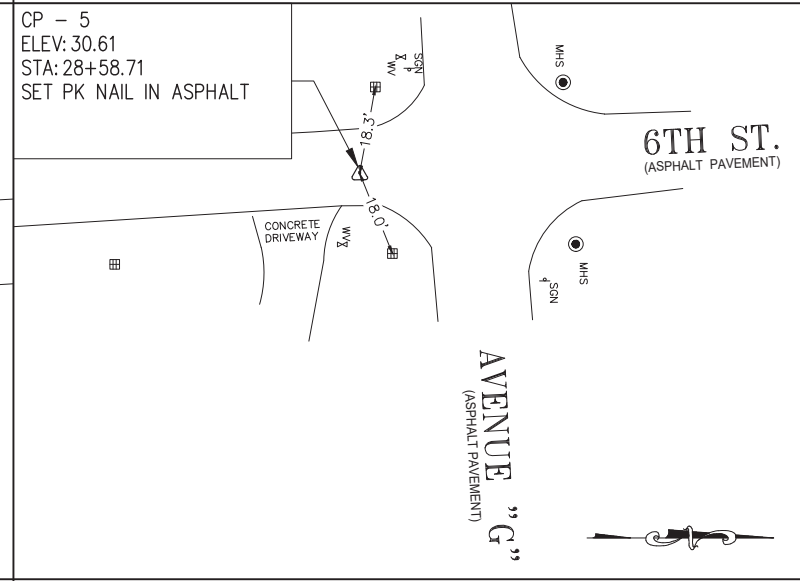 CP - 5
ELEV: 30.61
STA: 28+58.71
SET PK NAIL IN ASPHALT
SGN
WV
MHS
18.3'
6TH ST.
(ASPHALT PAVEMENT)
18.0'
CONCRETE
DRIVEWAY
WV
MHS
SGN
AVENUE "G"
(ASPHALT PAVEMENT)